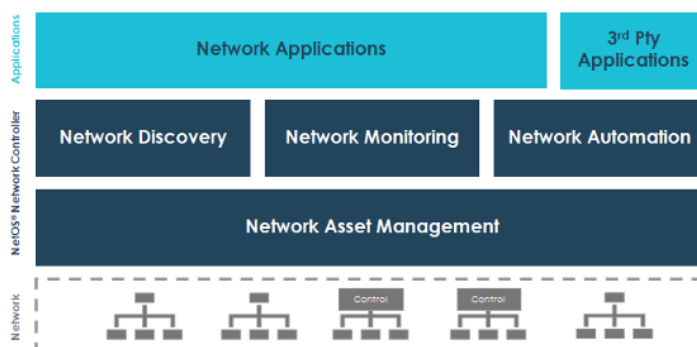 Applications
Network Applications
3rd Pty
Applications
NetOS® Network Controller
Network Discovery
Network Monitoring
Network Automation
Network Asset Management
Network
Control
Control